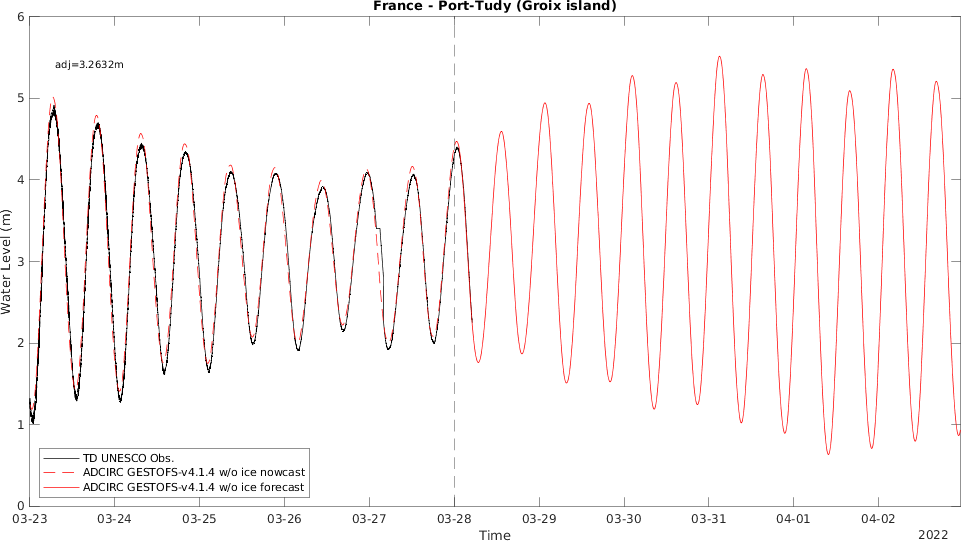 France - Port-Tudy (Groix island)
adj=3.2632m
6
5
4
3
2
1
0
Water Level (m)
TD UNESCO Obs.
ADCIRC GESTOFS-v4.1.4 w/o ice nowcast
ADCIRC GESTOFS-v4.1.4 w/o ice forecast
03-23 03-24 03-25 03-26 03-27 03-28 03-29 03-30 03-31 04-01 04-02
Time
2022